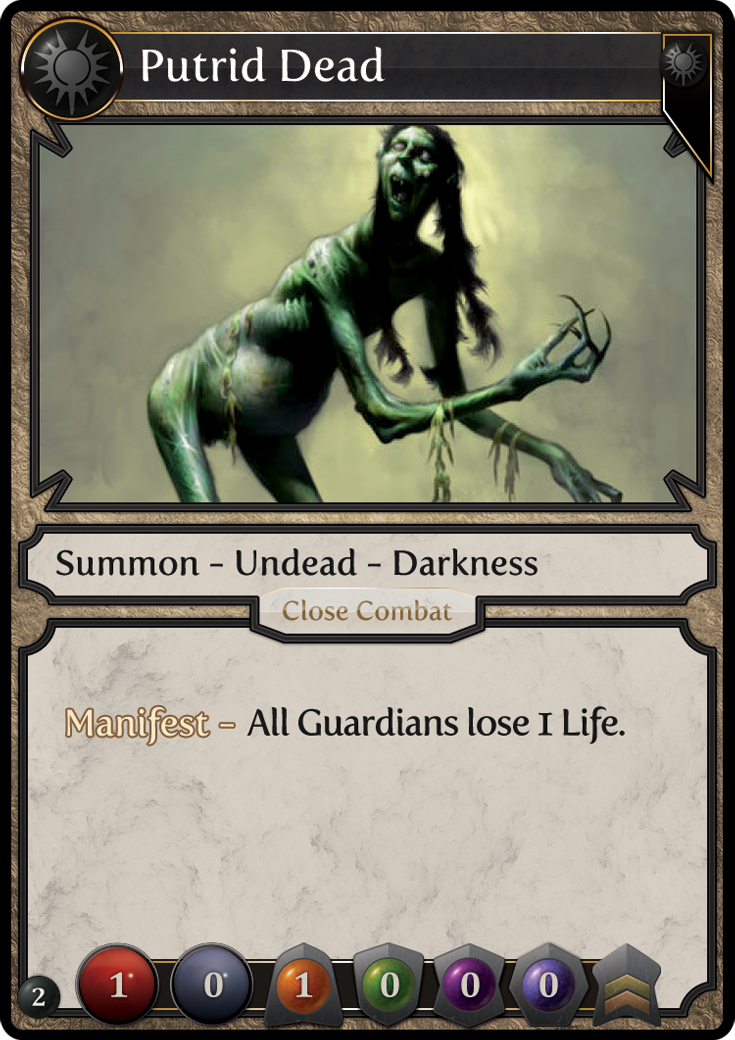 Putrid Dead
Summon - Undead - Darkness
Close Combat
Manifest - All Guardians lose 1 Life.
2 1 0 1 0 0 0